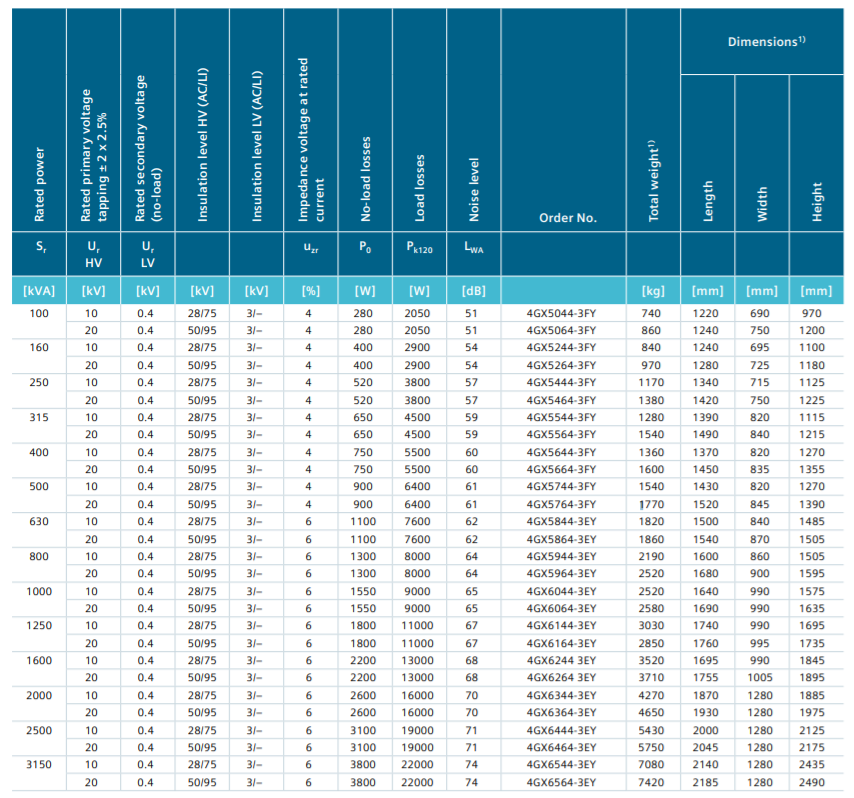 Rated power Rated primary voltage tapping ± 2 x 2.5% Rated secondary voltage (no-load) Insulation level HV (AC/LI) Insulation level LV (AC/LI) Impedance voltage at rated current No-load losses Load losses Noise level Order No. Total weight1) Dimensions1)
Length Width Height
Sr Ur HV Ur LV uzr P0 Pk120 LWA
[kVA] [kV] [kV] [kV] [kV] [%] [W] [W] [dB] [kg] [mm] [mm] [mm]
100 10 0.4 28/75 3/– 4 280 2050 51 4GX5044-3FY 740 1220 690 970
20 0.4 50/95 3/– 4 280 2050 51 4GX5064-3FY 860 1240 750 1200
160 10 0.4 28/75 3/– 4 400 2900 54 4GX5244-3FY 840 1240 695 1100
20 0.4 50/95 3/– 4 400 2900 54 4GX5264-3FY 970 1280 725 1180
250 10 0.4 28/75 3/– 4 520 3800 57 4GX5444-3FY 1170 1340 715 1125
20 0.4 50/95 3/– 4 520 3800 57 4GX5464-3FY 1380 1420 750 1225
315 10 0.4 28/75 3/– 4 650 4500 59 4GX5544-3FY 1280 1390 820 1115
20 0.4 50/95 3/– 4 650 4500 59 4GX5564-3FY 1540 1490 840 1215
400 10 0.4 28/75 3/– 4 750 5500 60 4GX5644-3FY 1360 1370 820 1270
20 0.4 50/95 3/– 4 750 5500 60 4GX5664-3FY 1600 1450 835 1355
500 10 0.4 28/75 3/– 4 900 6400 61 4GX5744-3FY 1540 1430 820 1270
20 0.4 50/95 3/– 4 900 6400 61 4GX5764-3FY 1770 1520 845 1390
630 10 0.4 28/75 3/– 6 1100 7600 62 4GX5844-3EY 1820 1500 840 1485
20 0.4 50/95 3/– 6 1100 7600 62 4GX5864-3EY 1860 1540 870 1505
800 10 0.4 28/75 3/– 6 1300 8000 64 4GX5944-3EY 2190 1600 860 1505
20 0.4 50/95 3/– 6 1300 8000 64 4GX5964-3EY 2520 1680 900 1595
1000 10 0.4 28/75 3/– 6 1550 9000 65 4GX6044-3EY 2520 1640 990 1575
20 0.4 50/95 3/– 6 1550 9000 65 4GX6064-3EY 2580 1690 990 1635
1250 10 0.4 28/75 3/– 6 1800 11000 67 4GX6144-3EY 3030 1740 990 1695
20 0.4 50/95 3/– 6 1800 11000 67 4GX6164-3EY 2850 1760 995 1735
1600 10 0.4 28/75 3/– 6 2200 13000 68 4GX6244 3EY 3520 1695 990 1845
20 0.4 50/95 3/– 6 2200 13000 68 4GX6264 3EY 3710 1755 1005 1895
2000 10 0.4 28/75 3/– 6 2600 16000 70 4GX6344-3EY 4270 1870 1280 1885
20 0.4 50/95 3/– 6 2600 16000 70 4GX6364-3EY 4650 1930 1280 1975
2500 10 0.4 28/75 3/– 6 3100 19000 71 4GX6444-3EY 5430 2000 1280 2125
20 0.4 50/95 3/– 6 3100 19000 71 4GX6464-3EY 5750 2045 1280 2175
3150 10 0.4 28/75 3/– 6 3800 22000 74 4GX6544-3EY 7080 2140 1280 2435
20 0.4 50/95 3/– 6 3800 22000 74 4GX6564-3EY 7420 2185 1280 2490